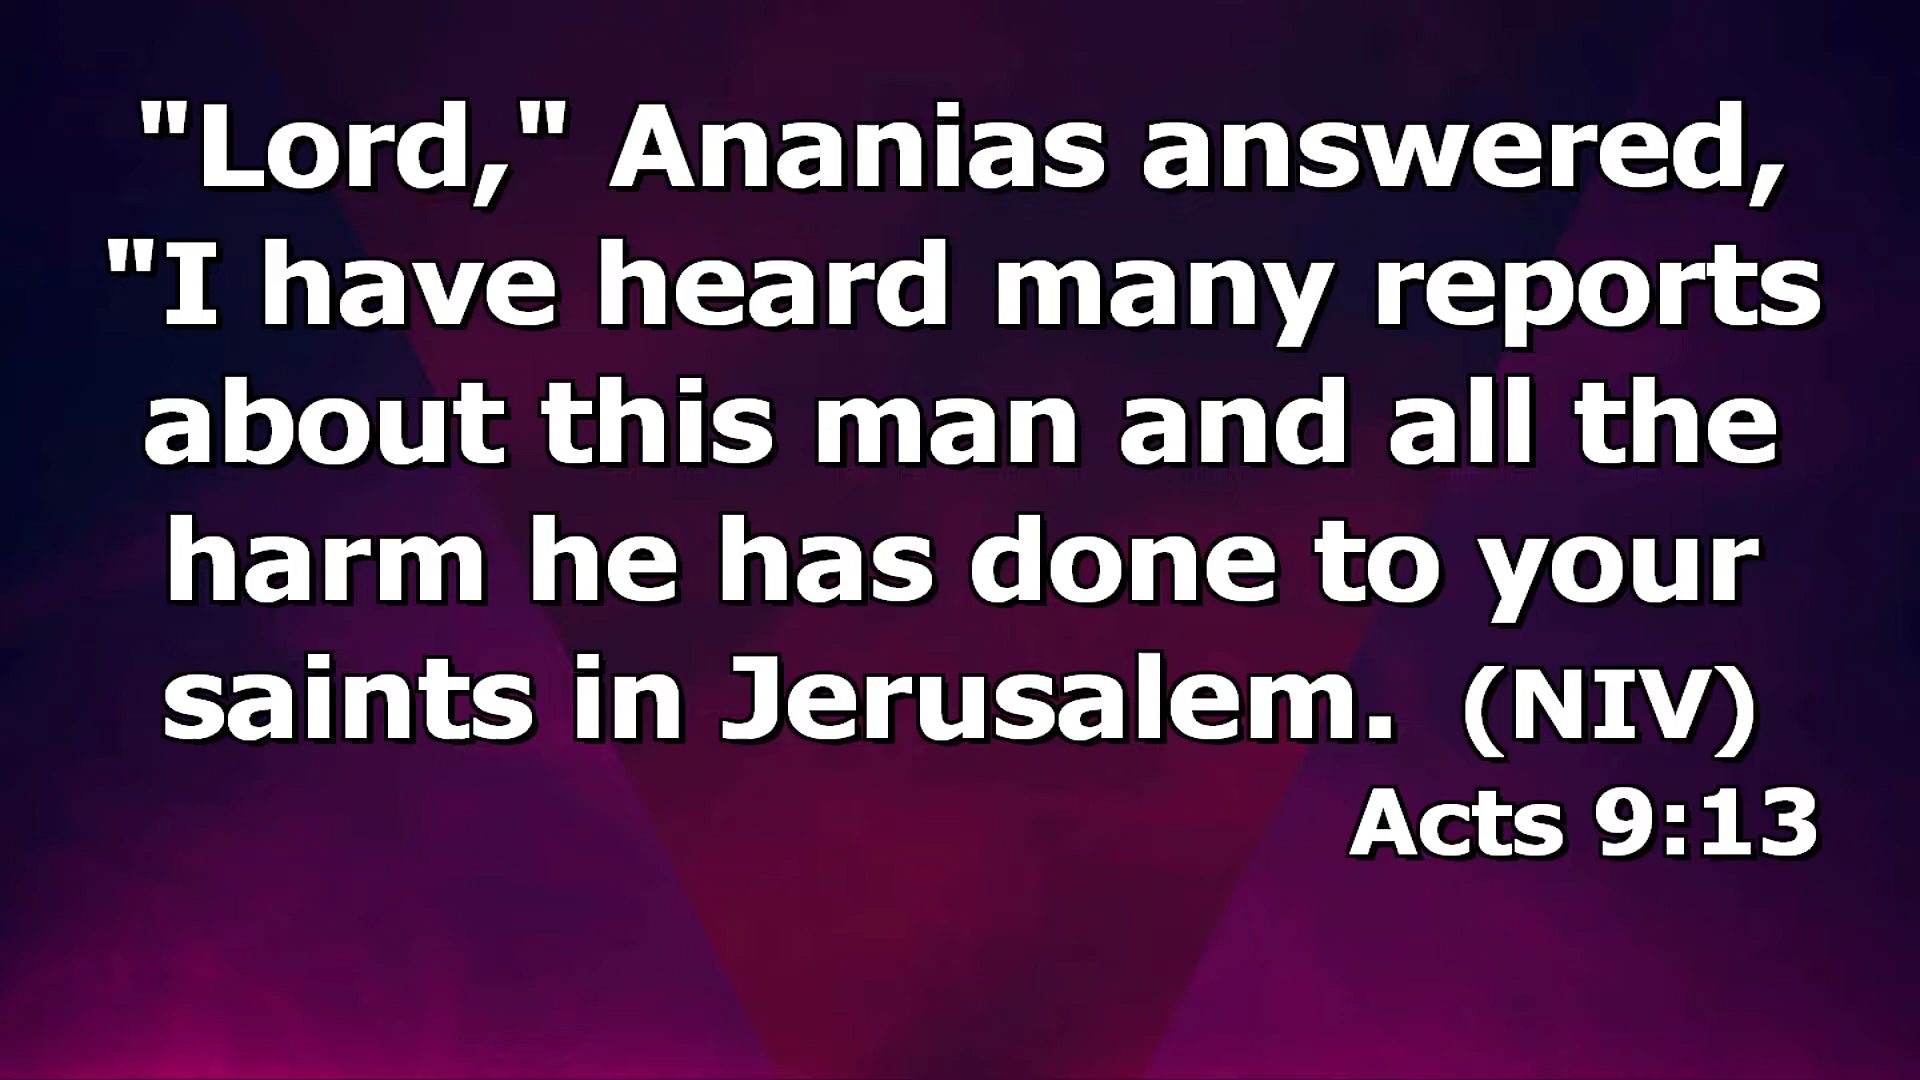 "Lord," Ananias answered,
"I have heard many reports
about this man and all the
harm he has done to your
saints in Jerusalem.  (NIV)
Acts 9:13